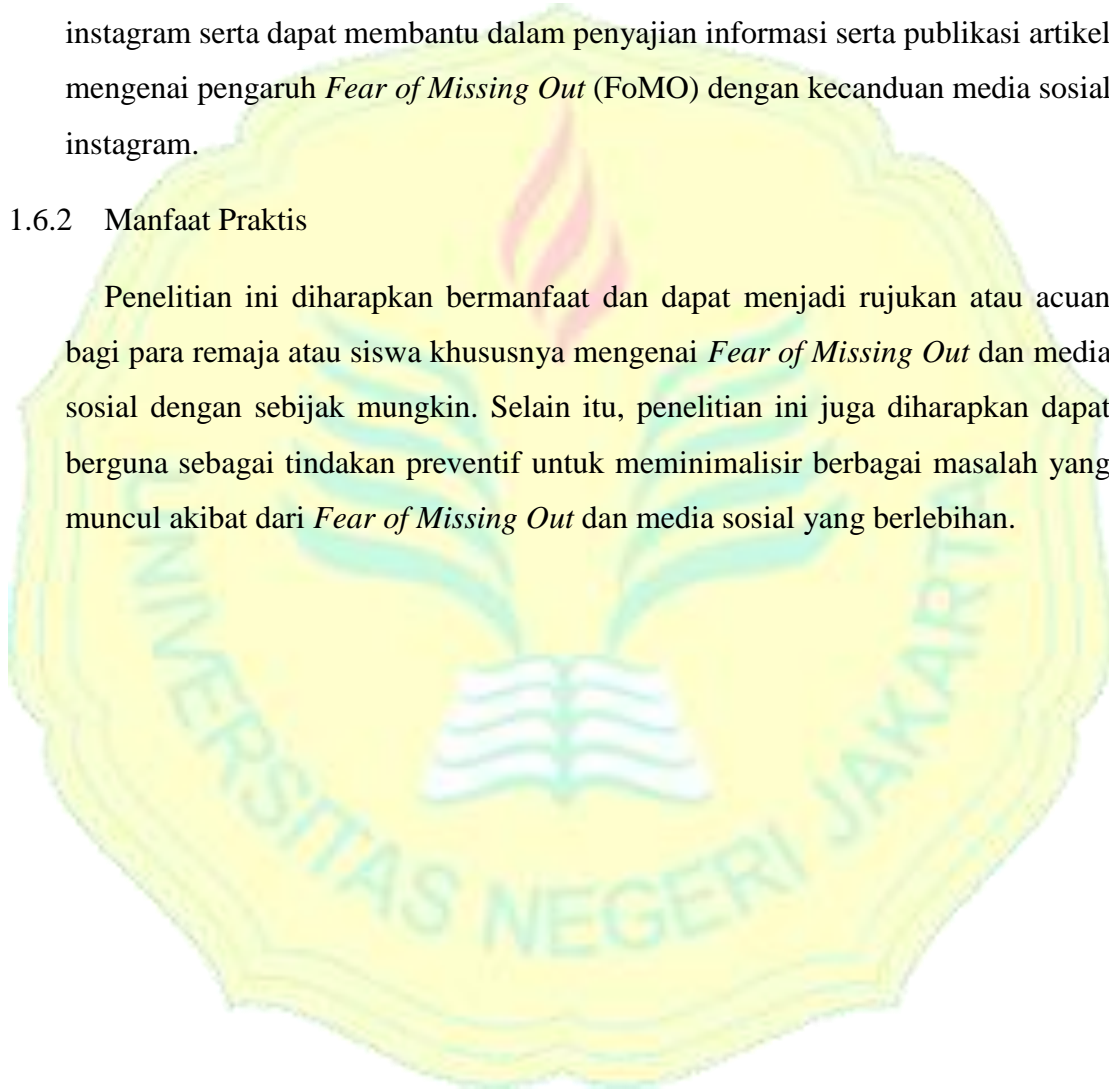 instagram serta dapat membantu dalam penyajian informasi serta publikasi artikel
mengenai pengaruh Fear of Missing Out (FoMO) dengan kecanduan media sosial
instagram.
1.6.2 Manfaat Praktis
Penelitian ini diharapkan bermanfaat dan dapat menjadi rujukan atau acuan
bagi para remaja atau siswa khususnya mengenai Fear of Missing Out dan media
sosial dengan sebijak mungkin. Selain itu, penelitian ini juga diharapkan dapat
berguna sebagai tindakan preventif untuk meminimalisir berbagai masalah yang
muncul akibat dari Fear of Missing Out dan media sosial yang berlebihan.
UNIVERSITAS NEGERI JAKARTA